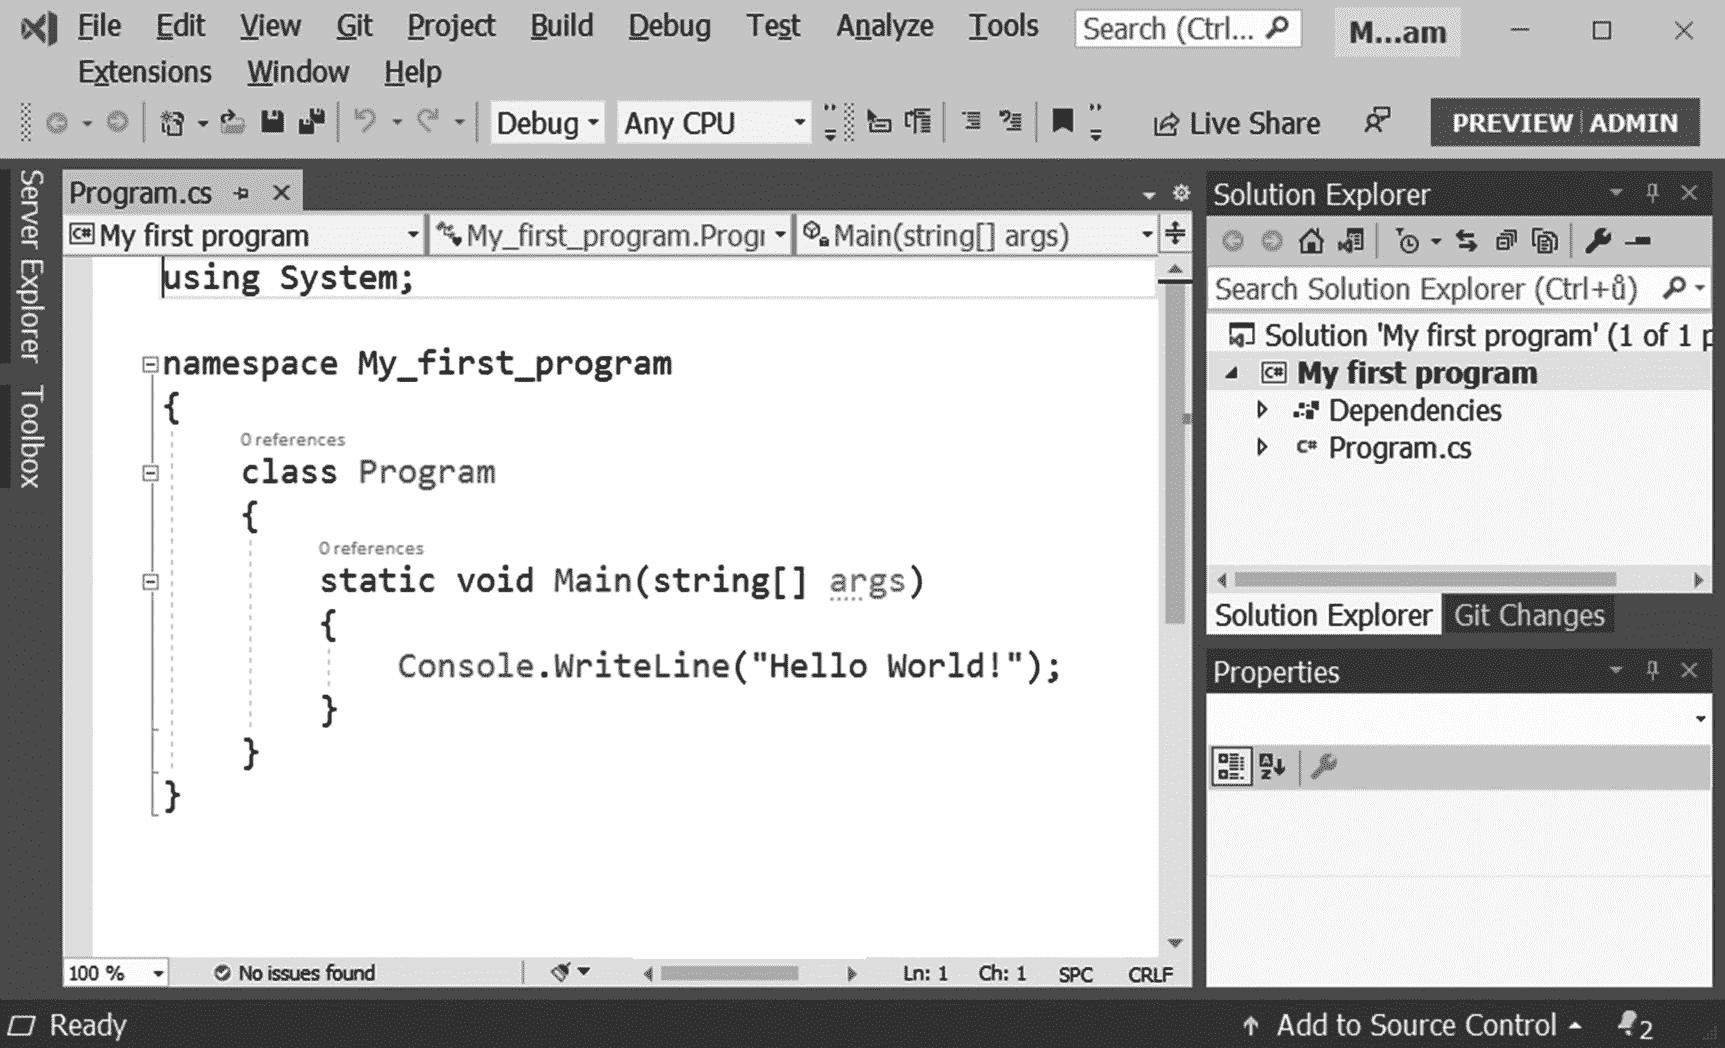 File Edit View Git Project Build Debug Test Analyze Tools Search (Ctrl... M...am
Extensions Window Help
Debug Any CPU Live Share PREVIEW ADMIN
Server Explorer
Toolbox
Program.cs
My first program My_first_program.Progr Main(string[] args)
using System;
namespace My_first_program
{
0 references
class Program
{
0 references
static void Main(string[] args)
{
Console.WriteLine("Hello World!");
}
}
}
100 % No issues found Ln: 1 Ch: 1 SPC CRLF
Solution Explorer
Search Solution Explorer (Ctrl+ů)
Solution 'My first program' (1 of 1 p
C# My first program
Dependencies
C# Program.cs
Solution Explorer Git Changes
Properties
Ready Add to Source Control 2